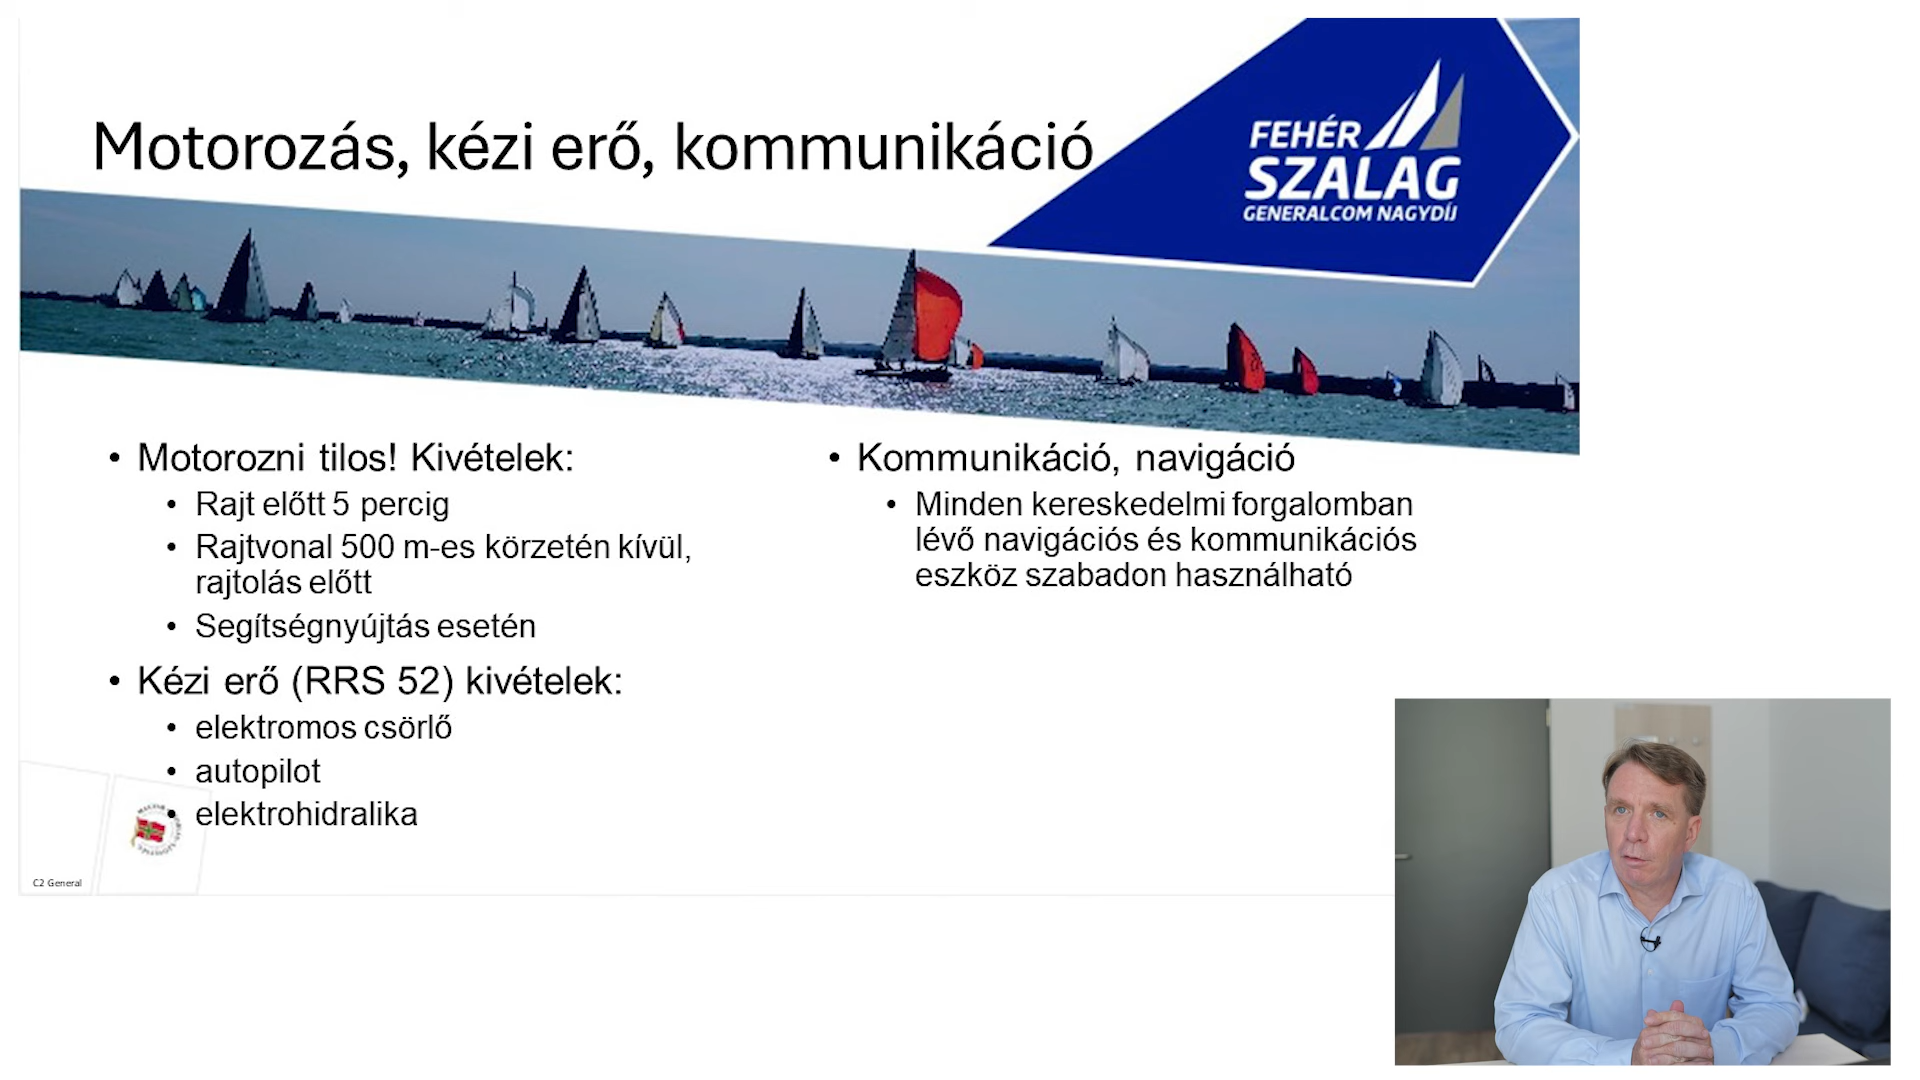 Motorozás, kézi erő, kommunikáció
FEHÉR
SZALAG
GENERALCOM NAGYDÍJ
• Motorozni tilos! Kivételek:
• Rajt előtt 5 percig
• Rajtvonal 500 m-es körzetén kívül,
rajtolás előtt
• Segítségnyújtás esetén
• Kézi erő (RRS 52) kivételek:
• elektromos csörlő
• autopilot
• elektrohidralika
• Kommunikáció, navigáció
• Minden kereskedelmi forgalomban
lévő navigációs és kommunikációs
eszköz szabadon használható
C2 General